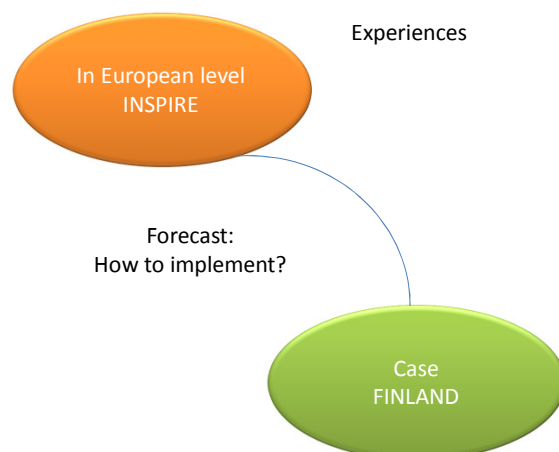 Experiences
In European level
INSPIRE
Forecast:
How to implement?
Case
FINLAND